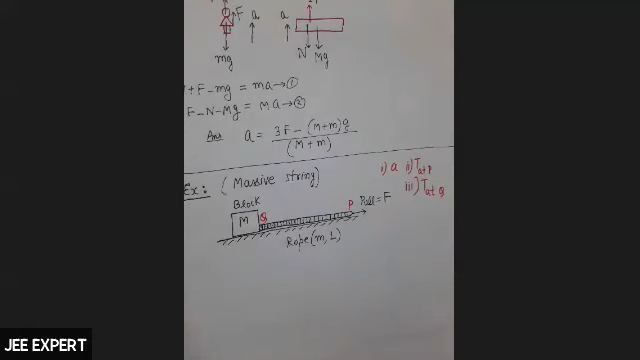 F a a
mg N Mg
+ F - mg = ma → ①
F - N - Mg = Ma → ②
Ans a = 3F - (M+m)g / (M+m)
Ex: (Massive string)
i) a ii) T at P
iii) T at Q
Block
M Q P Pull = F
Rope (m, L)
JEE EXPERT